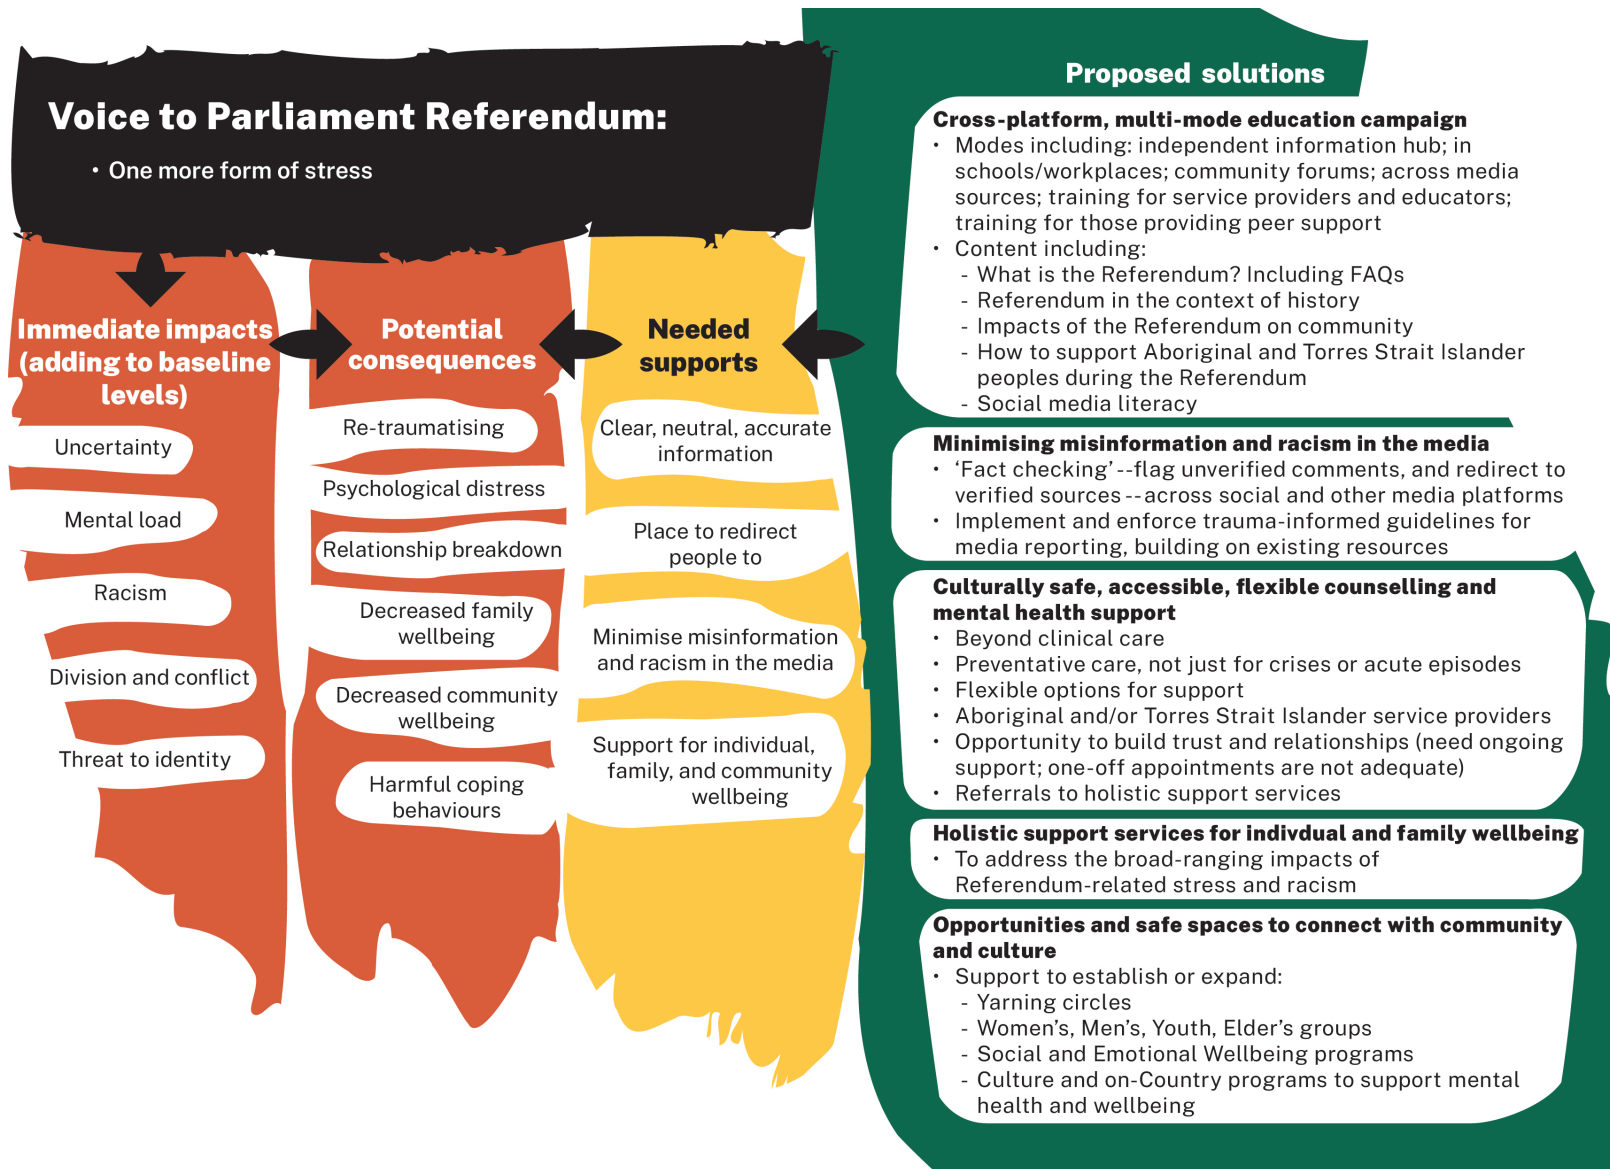 Voice to Parliament Referendum:
• One more form of stress
Immediate impacts
(adding to baseline
levels)
Uncertainty
Mental load
Racism
Division and conflict
Threat to identity
Potential
consequences
Re-traumatising
Psychological distress
Relationship breakdown
Decreased family
wellbeing
Decreased community
wellbeing
Harmful coping
behaviours
Needed
supports
Clear, neutral, accurate
information
Place to redirect
people to
Minimise misinformation
and racism in the media
Support for individual,
family, and community
wellbeing
Proposed solutions
Cross-platform, multi-mode education campaign
• Modes including: independent information hub; in
schools/workplaces; community forums; across media
sources; training for service providers and educators;
training for those providing peer support
• Content including:
- What is the Referendum? Including FAQs
- Referendum in the context of history
- Impacts of the Referendum on community
- How to support Aboriginal and Torres Strait Islander
peoples during the Referendum
- Social media literacy
Minimising misinformation and racism in the media
• ‘Fact checking’--flag unverified comments, and redirect to
verified sources--across social and other media platforms
• Implement and enforce trauma-informed guidelines for
media reporting, building on existing resources
Culturally safe, accessible, flexible counselling and
mental health support
• Beyond clinical care
• Preventative care, not just for crises or acute episodes
• Flexible options for support
• Aboriginal and/or Torres Strait Islander service providers
• Opportunity to build trust and relationships (need ongoing
support; one-off appointments are not adequate)
• Referrals to holistic support services
Holistic support services for indivdual and family wellbeing
• To address the broad-ranging impacts of
Referendum-related stress and racism
Opportunities and safe spaces to connect with community
and culture
• Support to establish or expand:
- Yarning circles
- Women’s, Men’s, Youth, Elder’s groups
- Social and Emotional Wellbeing programs
- Culture and on-Country programs to support mental
health and wellbeing